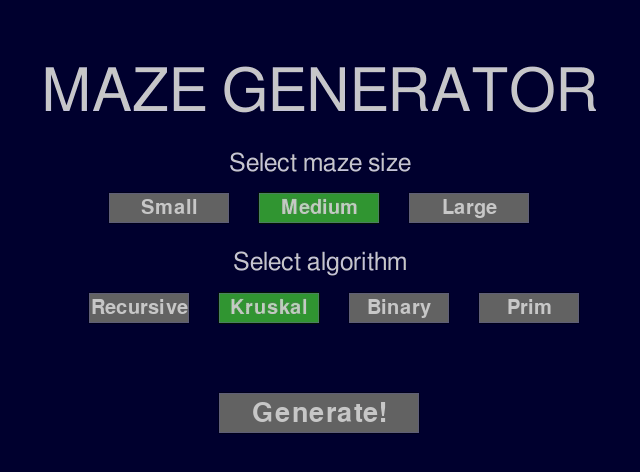 MAZE GENERATOR
Select maze size
Small Medium Large
Select algorithm
Recursive Kruskal Binary Prim
Generate!